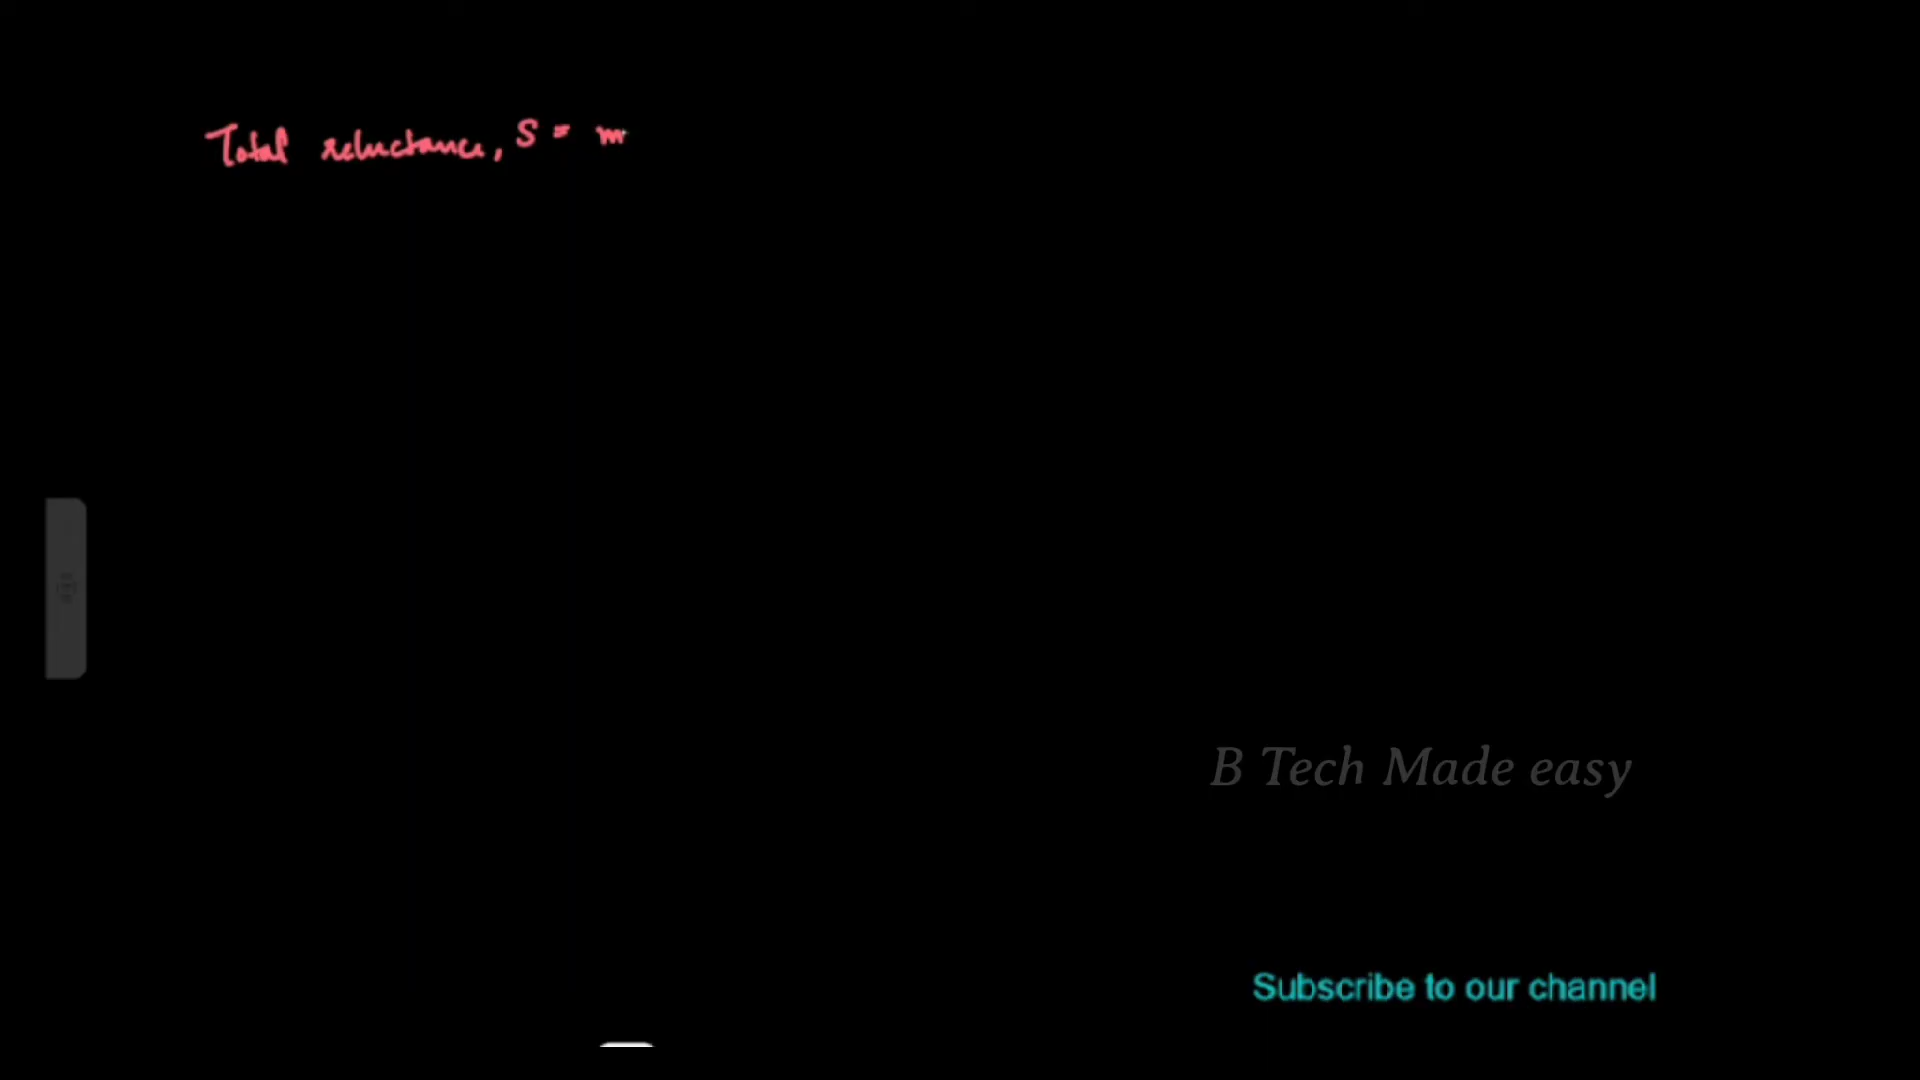 Total reluctance, S = m
B Tech Made easy
Subscribe to our channel